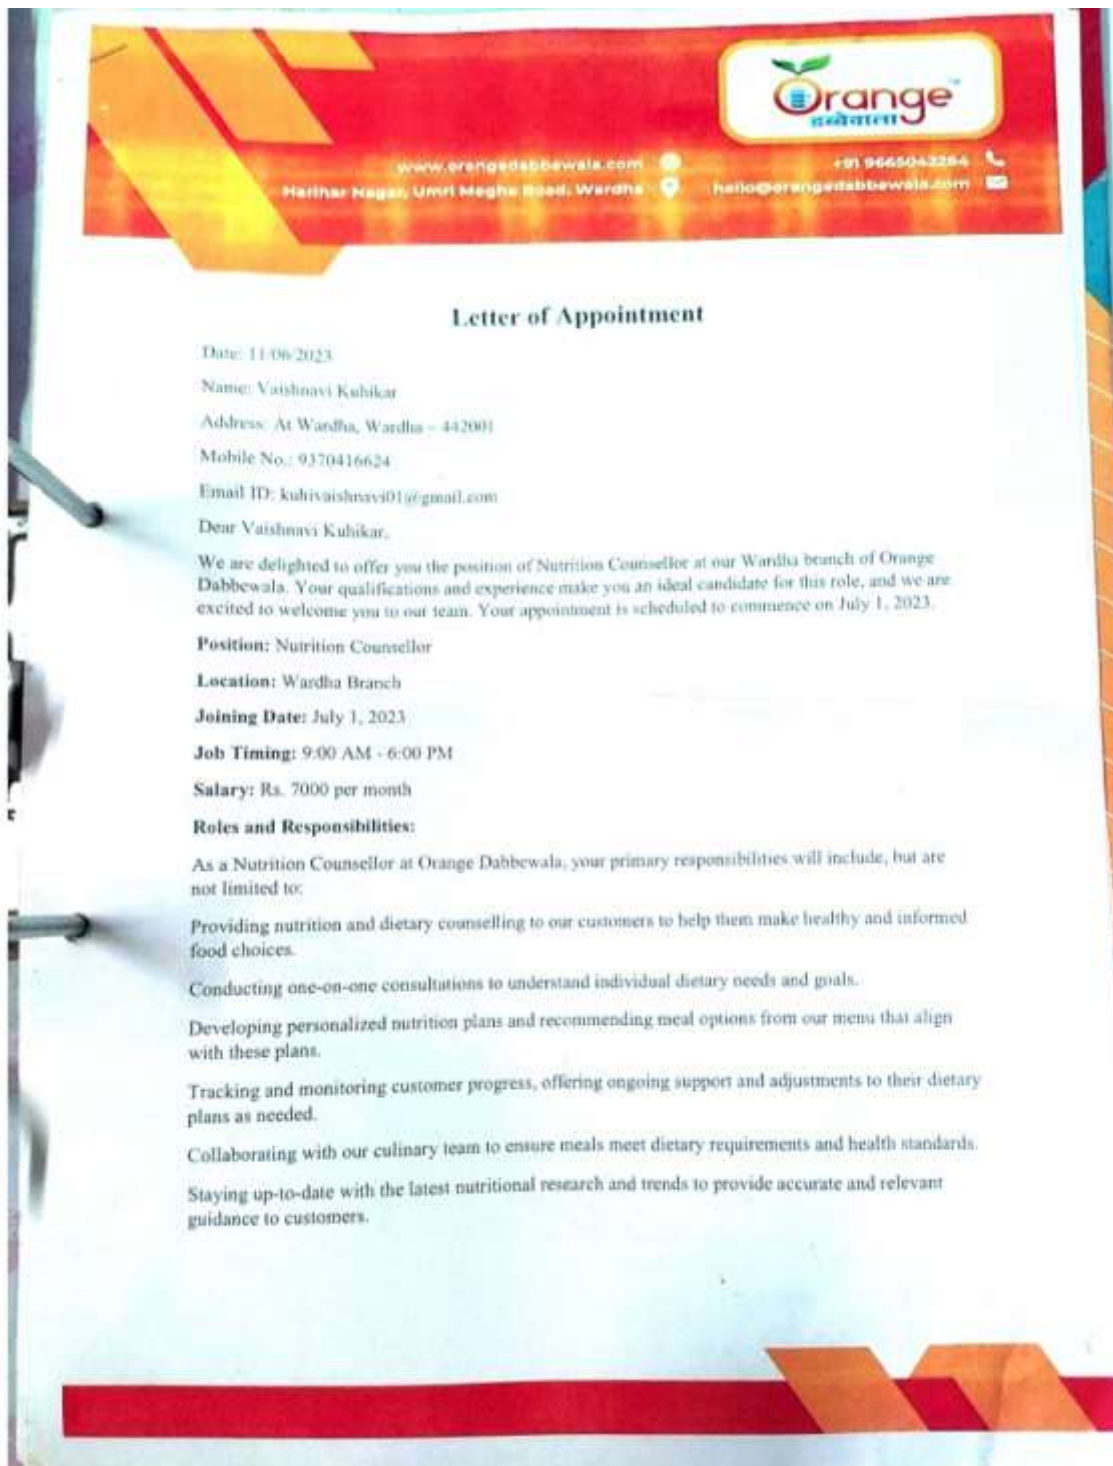 Orange
डब्बेवाला
www.orangedabbewala.com
+91 9665043284
Harihar Nagar, Umri Meghe Road, Wardha
hello@orangedabbewala.com
Letter of Appointment
Date: 11/06/2023
Name: Vaishnavi Kuhikar
Address: At Wardha, Wardha – 442001
Mobile No.: 9370416624
Email ID: kuhivaishnavi01@gmail.com
Dear Vaishnavi Kuhikar,
We are delighted to offer you the position of Nutrition Counsellor at our Wardha branch of Orange
Dabbewala. Your qualifications and experience make you an ideal candidate for this role, and we are
excited to welcome you to our team. Your appointment is scheduled to commence on July 1, 2023.
Position: Nutrition Counsellor
Location: Wardha Branch
Joining Date: July 1, 2023
Job Timing: 9:00 AM - 6:00 PM
Salary: Rs. 7000 per month
Roles and Responsibilities:
As a Nutrition Counsellor at Orange Dabbewala, your primary responsibilities will include, but are
not limited to:
Providing nutrition and dietary counselling to our customers to help them make healthy and informed
food choices.
Conducting one-on-one consultations to understand individual dietary needs and goals.
Developing personalized nutrition plans and recommending meal options from our menu that align
with these plans.
Tracking and monitoring customer progress, offering ongoing support and adjustments to their dietary
plans as needed.
Collaborating with our culinary team to ensure meals meet dietary requirements and health standards.
Staying up-to-date with the latest nutritional research and trends to provide accurate and relevant
guidance to customers.